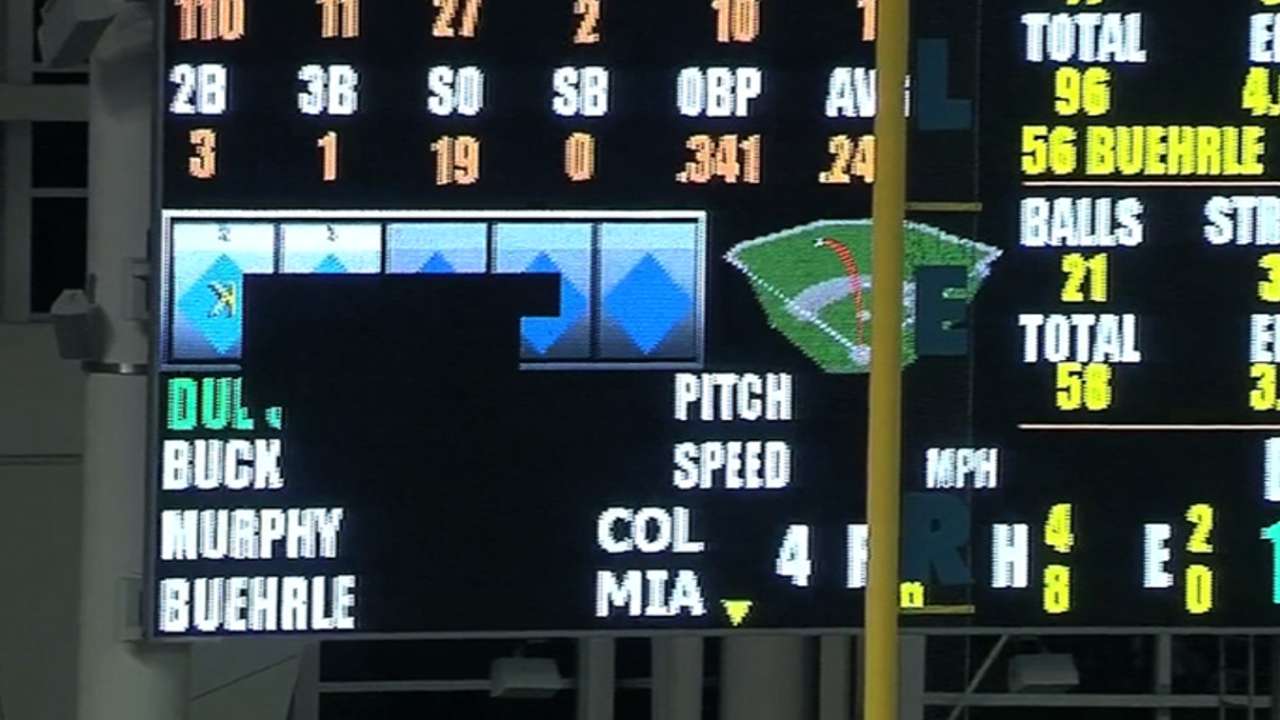 110 11 27 2 10
2B 3B SO SB OBP
3 1 19 0 .341 .24
BUCK
MURPHY
BUEHRLE
PITCH
SPEED MPH
COL
MIA
4 H 4 E 2
8 0
TOTAL
96
56 BUEHRLE
BALLS
21
TOTAL
58